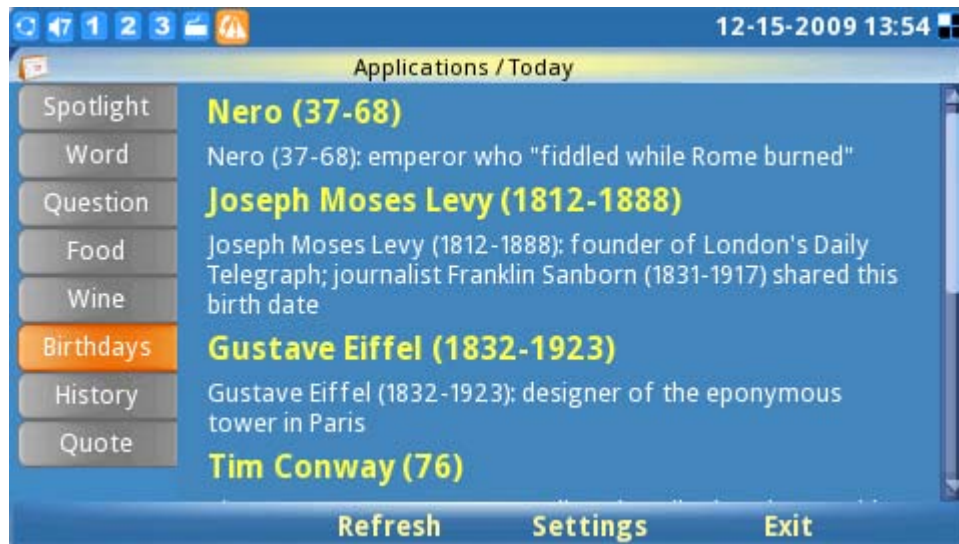 7 1 2 3 12-15-2009 13:54
Applications / Today
Spotlight
Word
Question
Food
Wine
Birthdays
History
Quote
Nero (37-68)
Nero (37-68): emperor who "fiddled while Rome burned"
Joseph Moses Levy (1812-1888)
Joseph Moses Levy (1812-1888): founder of London's Daily
Telegraph; journalist Franklin Sanborn (1831-1917) shared this
birth date
Gustave Eiffel (1832-1923)
Gustave Eiffel (1832-1923): designer of the eponymous
tower in Paris
Tim Conway (76)
Refresh Settings Exit